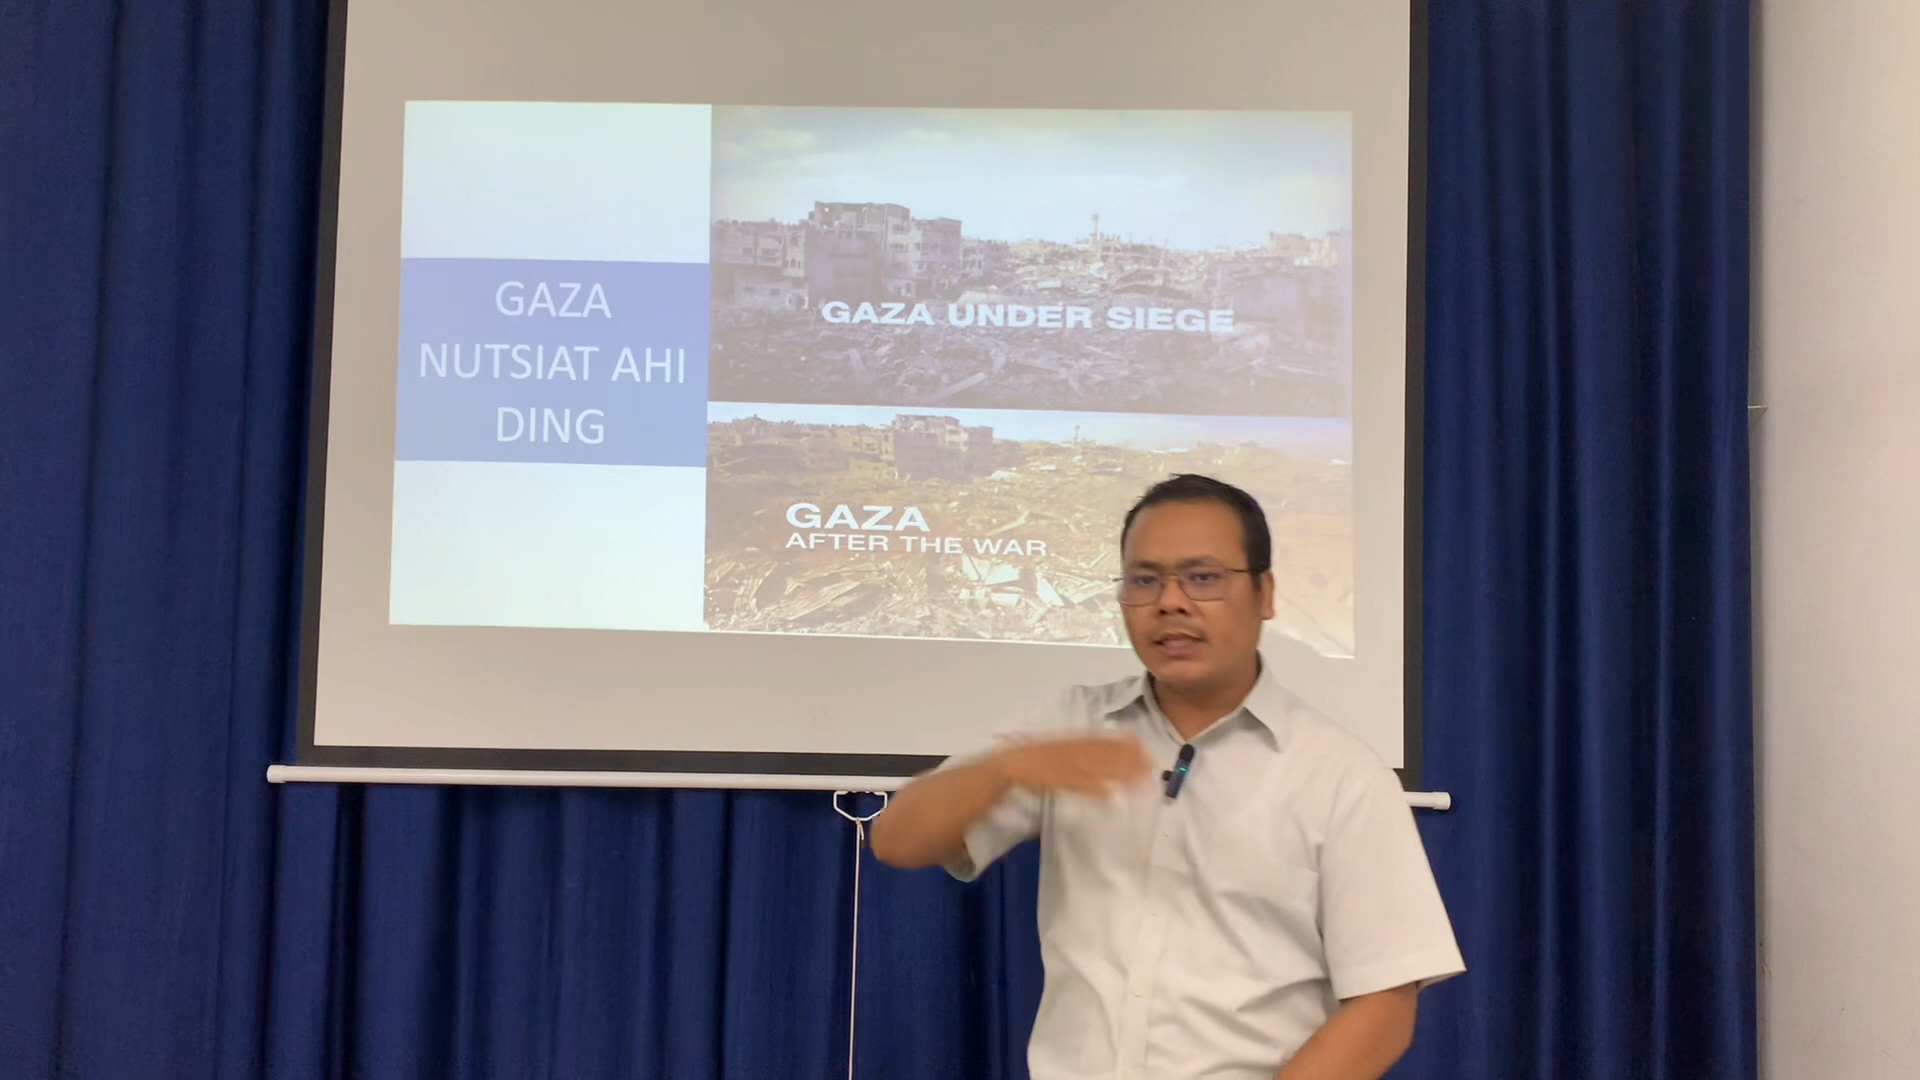 GAZA
NUTSIAT AHI
DING
GAZA UNDER SIEGE
GAZA
AFTER THE WAR